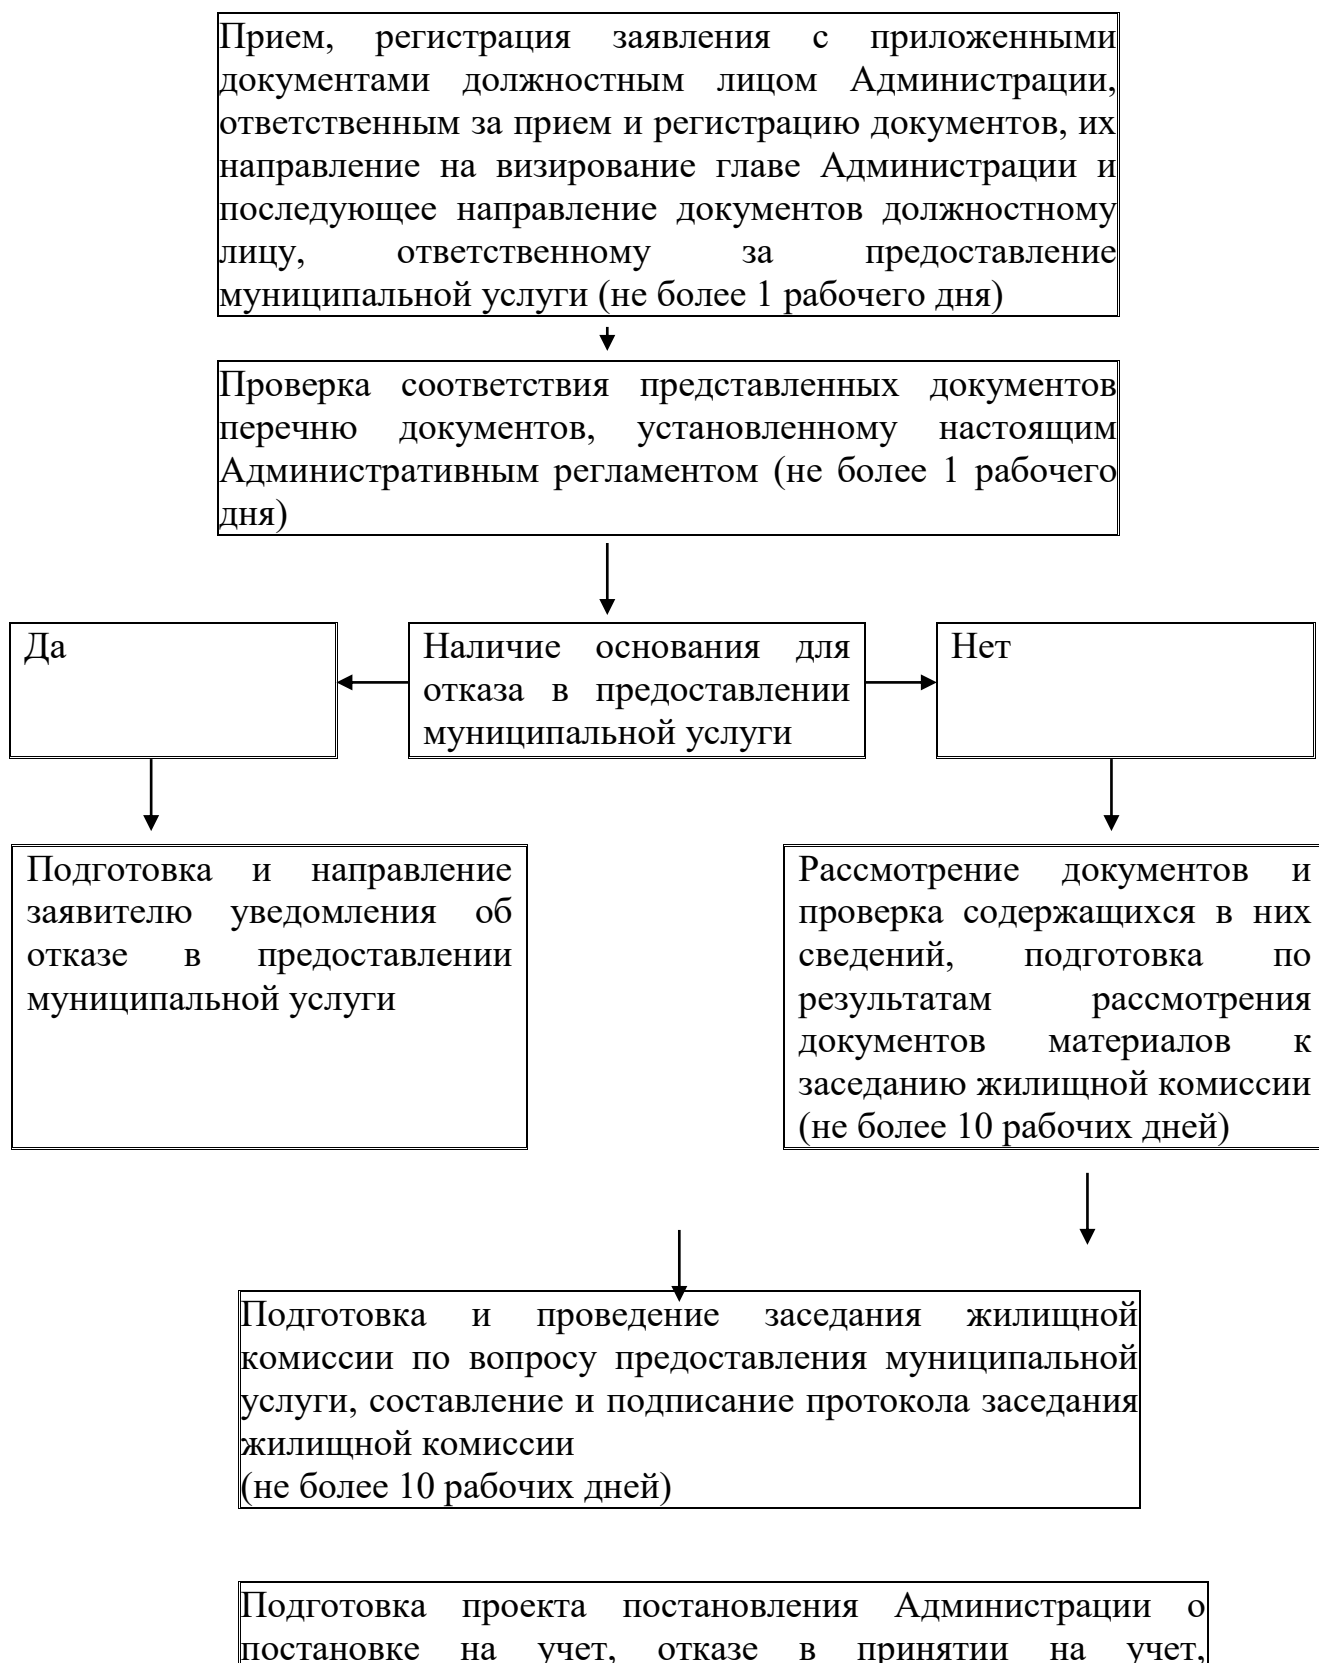 Прием, регистрация заявления с приложенными
документами должностным лицом Администрации,
ответственным за прием и регистрацию документов, их
направление на визирование главе Администрации и
последующее направление документов должностному
лицу, ответственному за предоставление
муниципальной услуги (не более 1 рабочего дня)
Проверка соответствия представленных документов
перечню документов, установленному настоящим
Административным регламентом (не более 1 рабочего
дня)
Да
Наличие основания для
отказа в предоставлении
муниципальной услуги
Нет
Подготовка и направление
заявителю уведомления об
отказе в предоставлении
муниципальной услуги
Рассмотрение документов и
проверка содержащихся в них
сведений, подготовка по
результатам рассмотрения
документов материалов к
заседанию жилищной комиссии
(не более 10 рабочих дней)
Подготовка и проведение заседания жилищной
комиссии по вопросу предоставления муниципальной
услуги, составление и подписание протокола заседания
жилищной комиссии
(не более 10 рабочих дней)
Подготовка проекта постановления Администрации о
постановке на учет, отказе в принятии на учет,